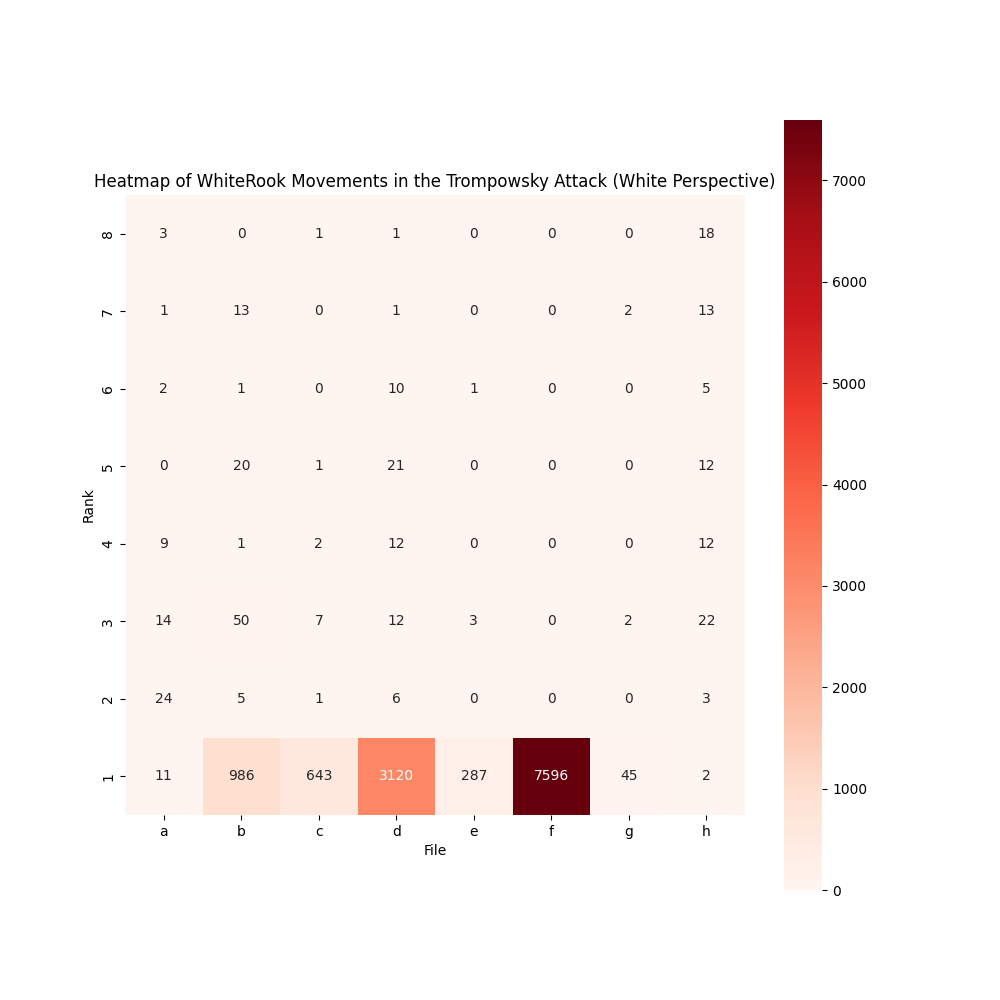 Heatmap of WhiteRook Movements in the Trompowsky Attack (White Perspective)
8 3 0 1 1 0 0 0 18
7 1 13 0 1 0 0 2 13
6 2 1 0 10 1 0 0 5
5 0 20 1 21 0 0 0 12
Rank
4 9 1 2 12 0 0 0 12
3 14 50 7 12 3 0 2 22
2 24 5 1 6 0 0 0 3
1 11 986 643 3120 287 7596 45 2
a b c d e f g h
File
7000
6000
5000
4000
3000
2000
1000
0